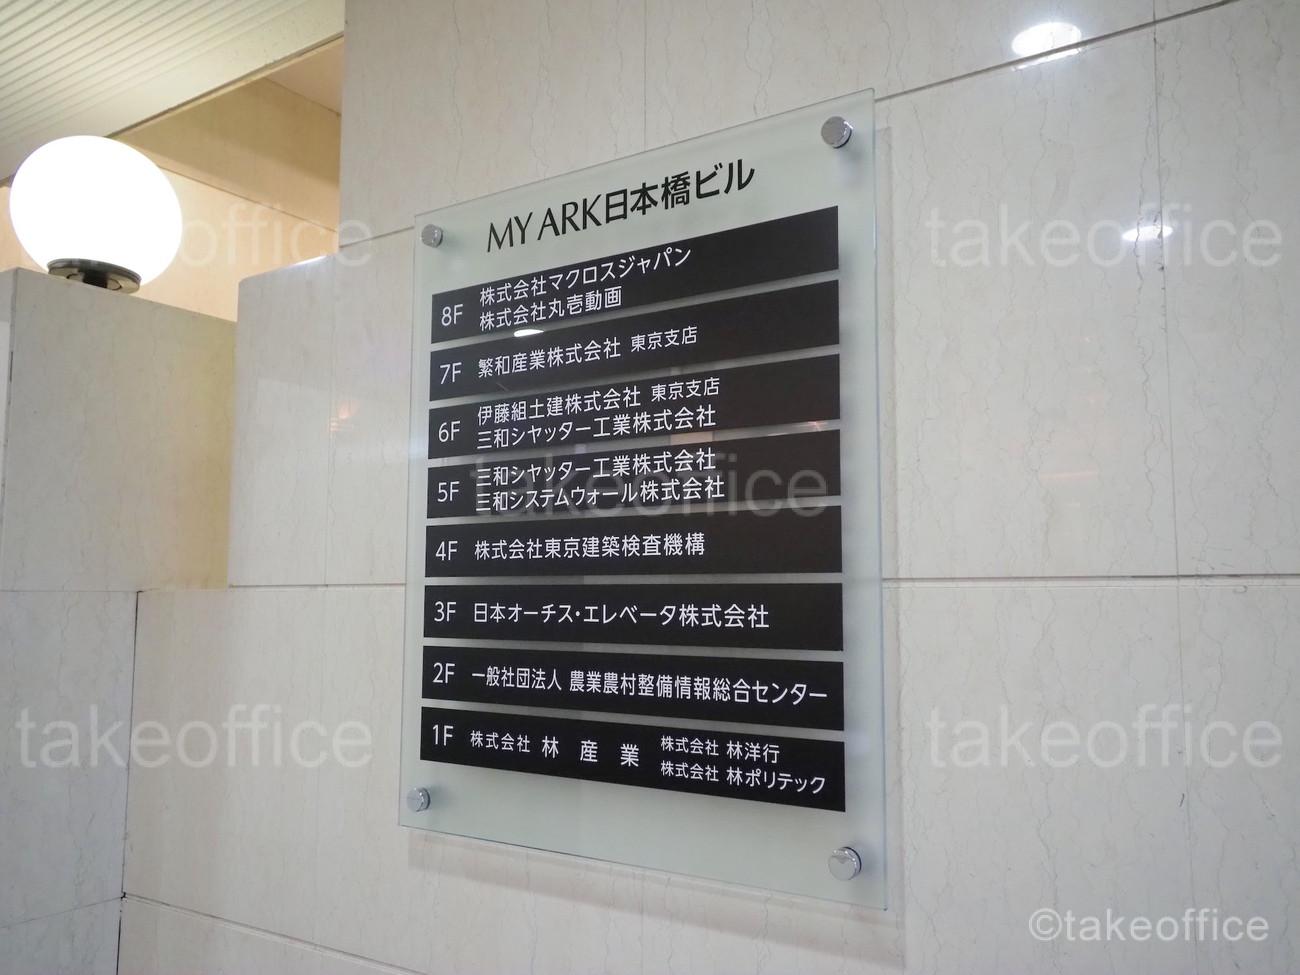 MY ARK日本橋ビル
8F 株式会社マクロスジャパン
株式会社丸壱動画
7F 繁和産業株式会社 東京支店
6F 伊藤組土建株式会社 東京支店
三和シヤッター工業株式会社
5F 三和シヤッター工業株式会社
三和システムウォール株式会社
4F 株式会社東京建築検査機構
3F 日本オーチス・エレベータ株式会社
2F 一般社団法人 農業農村整備情報総合センター
1F 株式会社 林 産 業 株式会社 林洋行
株式会社 林ポリテック
takeoffice
takeoffice
takeoffice
takeoffice
takeoffice
©takeoffice